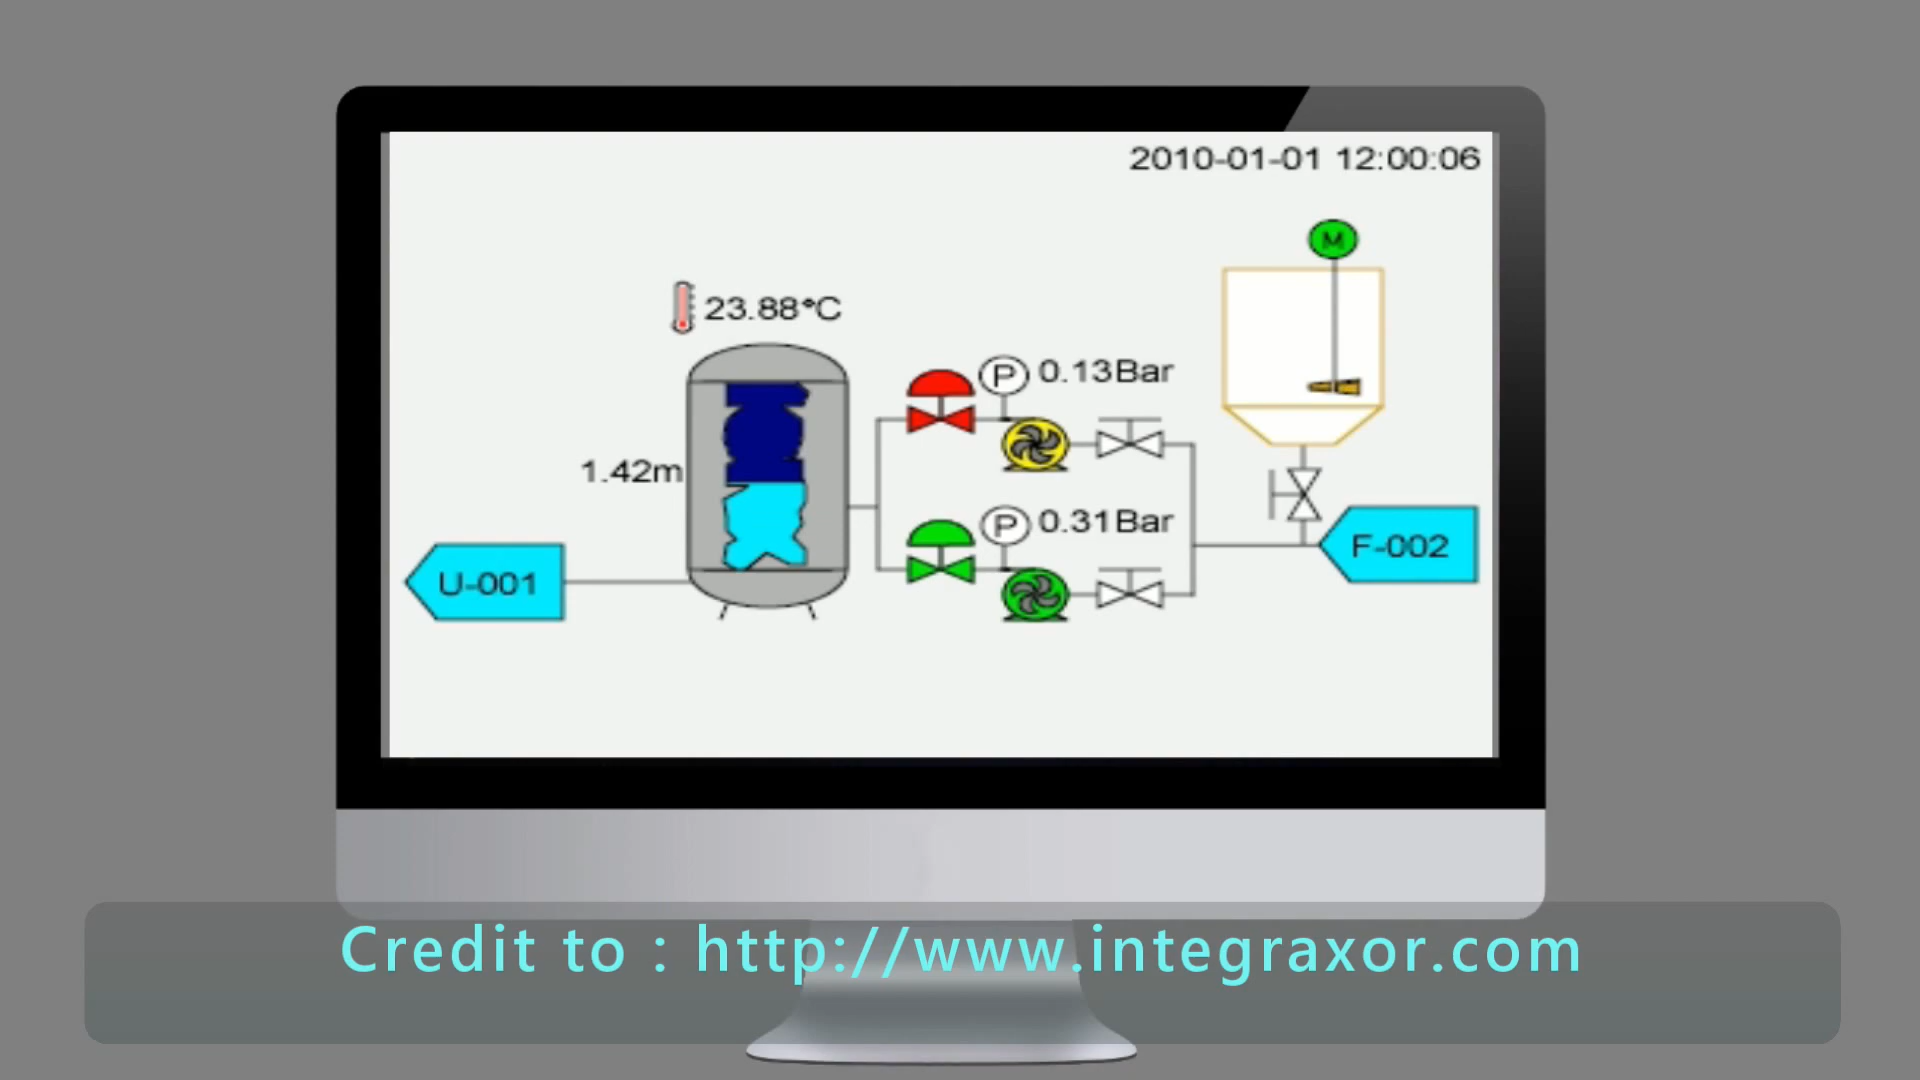 2010-01-01 12:00:06
M
23.88°C
P 0.13Bar
1.42m
P 0.31Bar
F-002
U-001
Credit to : http://www.integraxor.com